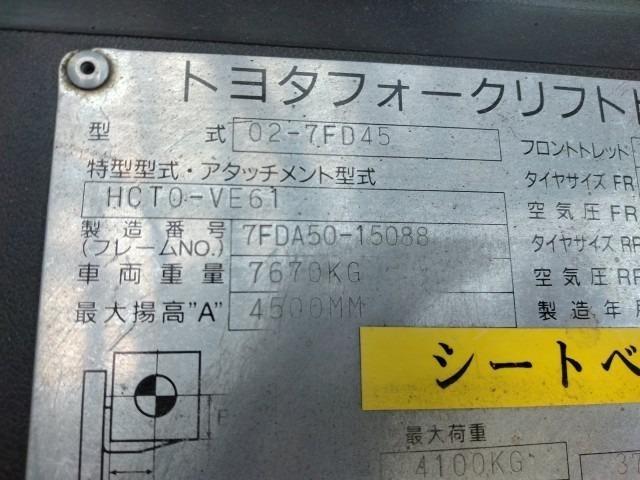 トヨタフォークリフト
型 式 02-7FD45
特型型式・アタッチメント型式
HCT0-VE61
製造番号
(フレームNO.) 7FDA50-15088
車両重量 7670KG
最大揚高"A" 4500MM
フロントトレッド
タイヤサイズ FR
空気圧 FR
タイヤサイズ RR
空気圧 RR
製造年月
シートベ
最大荷重
4100KG 37